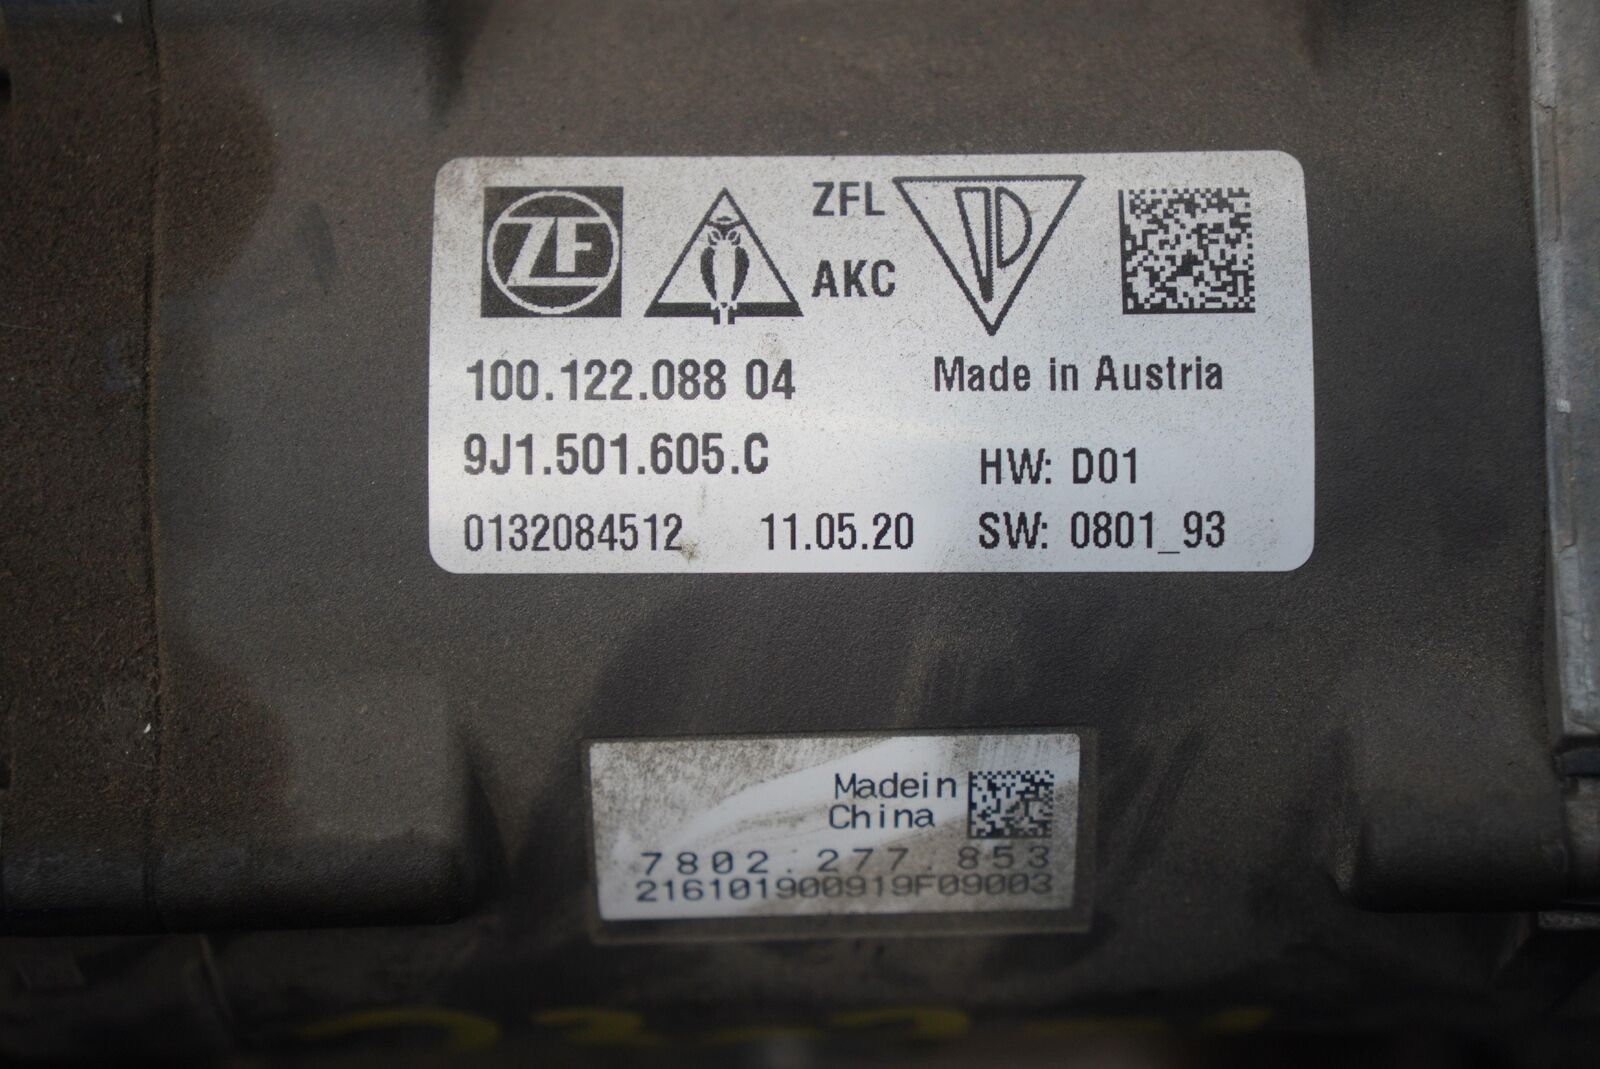 ZF
ZFL
AKC
100.122.088 04
Made in Austria
9J1.501.605.C
HW: D01
0132084512 11.05.20 SW: 0801_93
Madein
China
7802.277.853
216101900919F09003